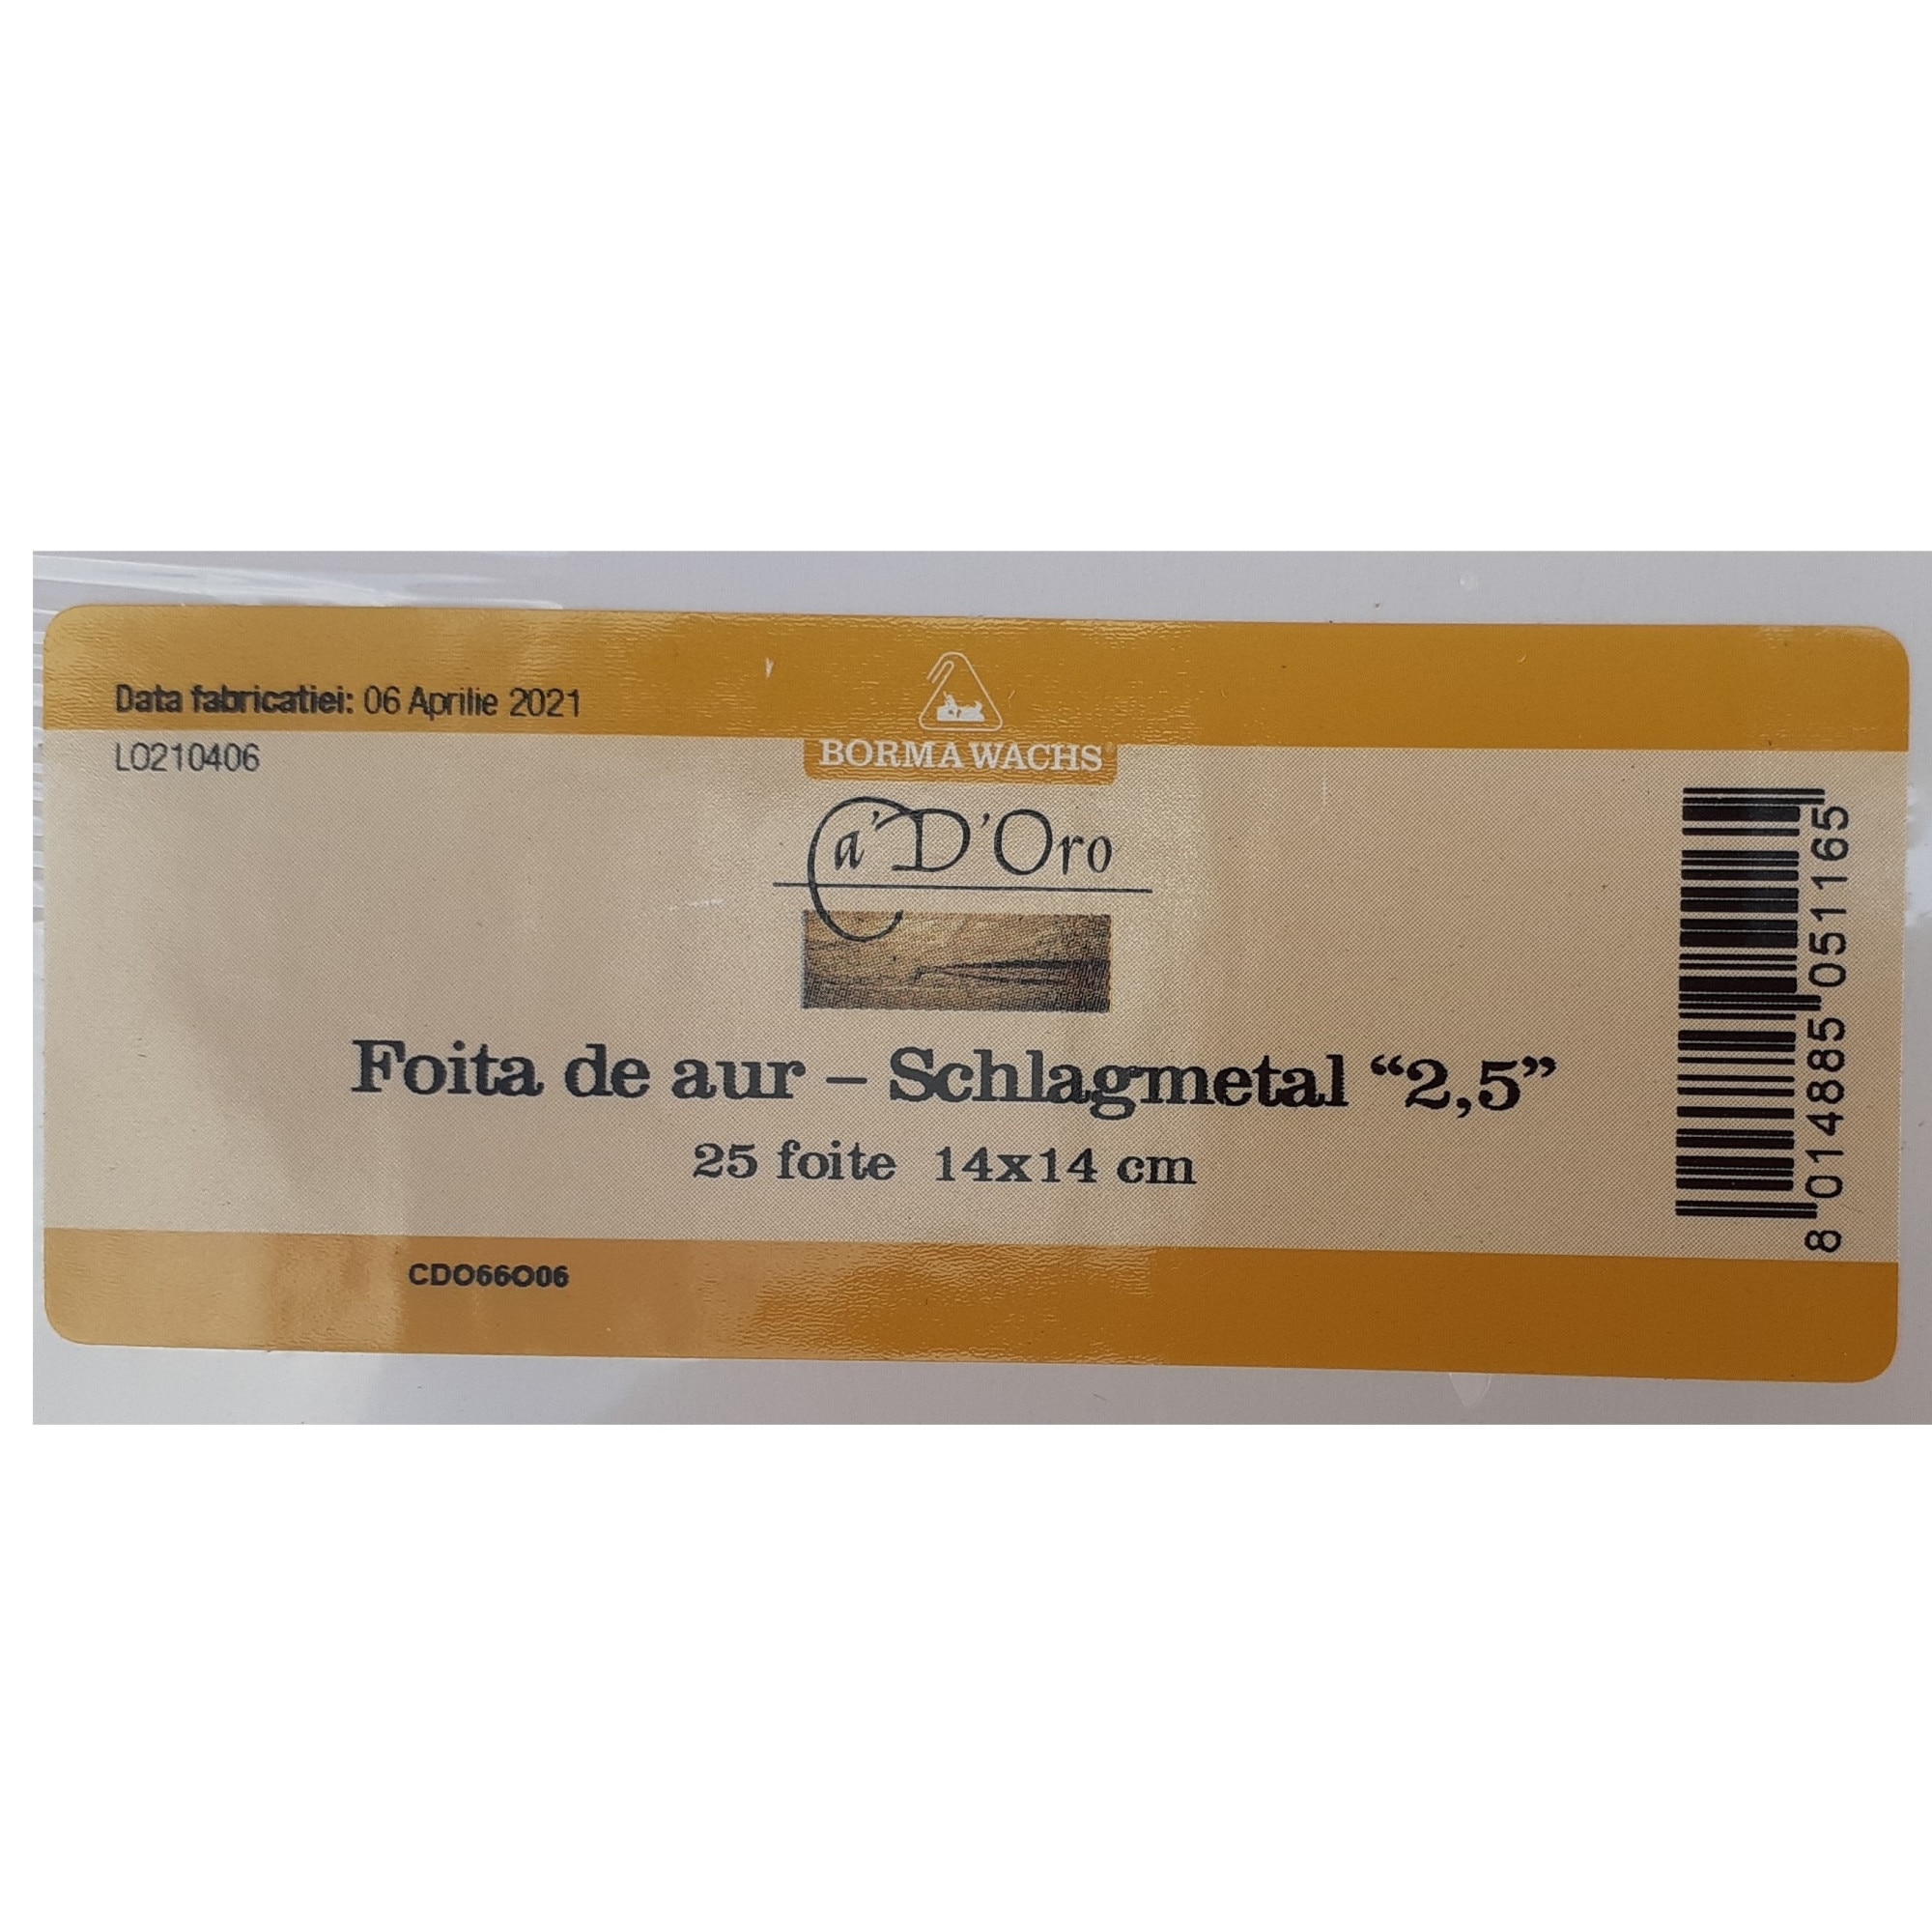 Data fabricatiei: 06 Aprilie 2021
LO210406
BORMA WACHS
Ca' D'Oro
Foita de aur – Schlagmetal “2,5”
25 foite 14x14 cm
CDO66O06
8 014885 051165